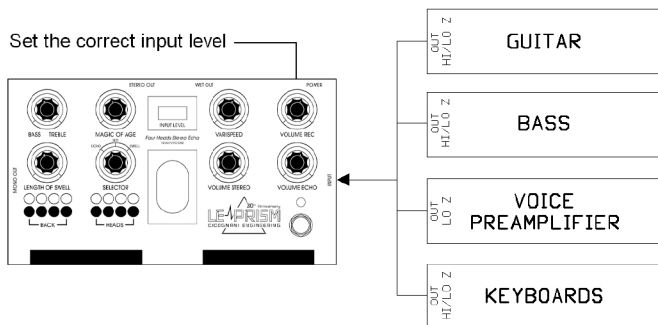 Set the correct input level
STEREO OUT
WET OUT
POWER
INPUT LEVEL
BASS TREBLE
MAGIC OF AGE
Four Heads Stereo Echo
VARISPEED
VOLUME REC
ECHO
SWELL
MONO OUT
INPUT
LENGTH OF SWELL
SELECTOR
VOLUME STEREO
VOLUME ECHO
BACK
HEADS
30th Anniversary
LE PRISM
CICOGNANI ENGINEERING
OUT
HI/LO Z
GUITAR
OUT
HI/LO Z
BASS
OUT
LO Z
VOICE
PREAMPLIFIER
OUT
HI/LO Z
KEYBOARDS